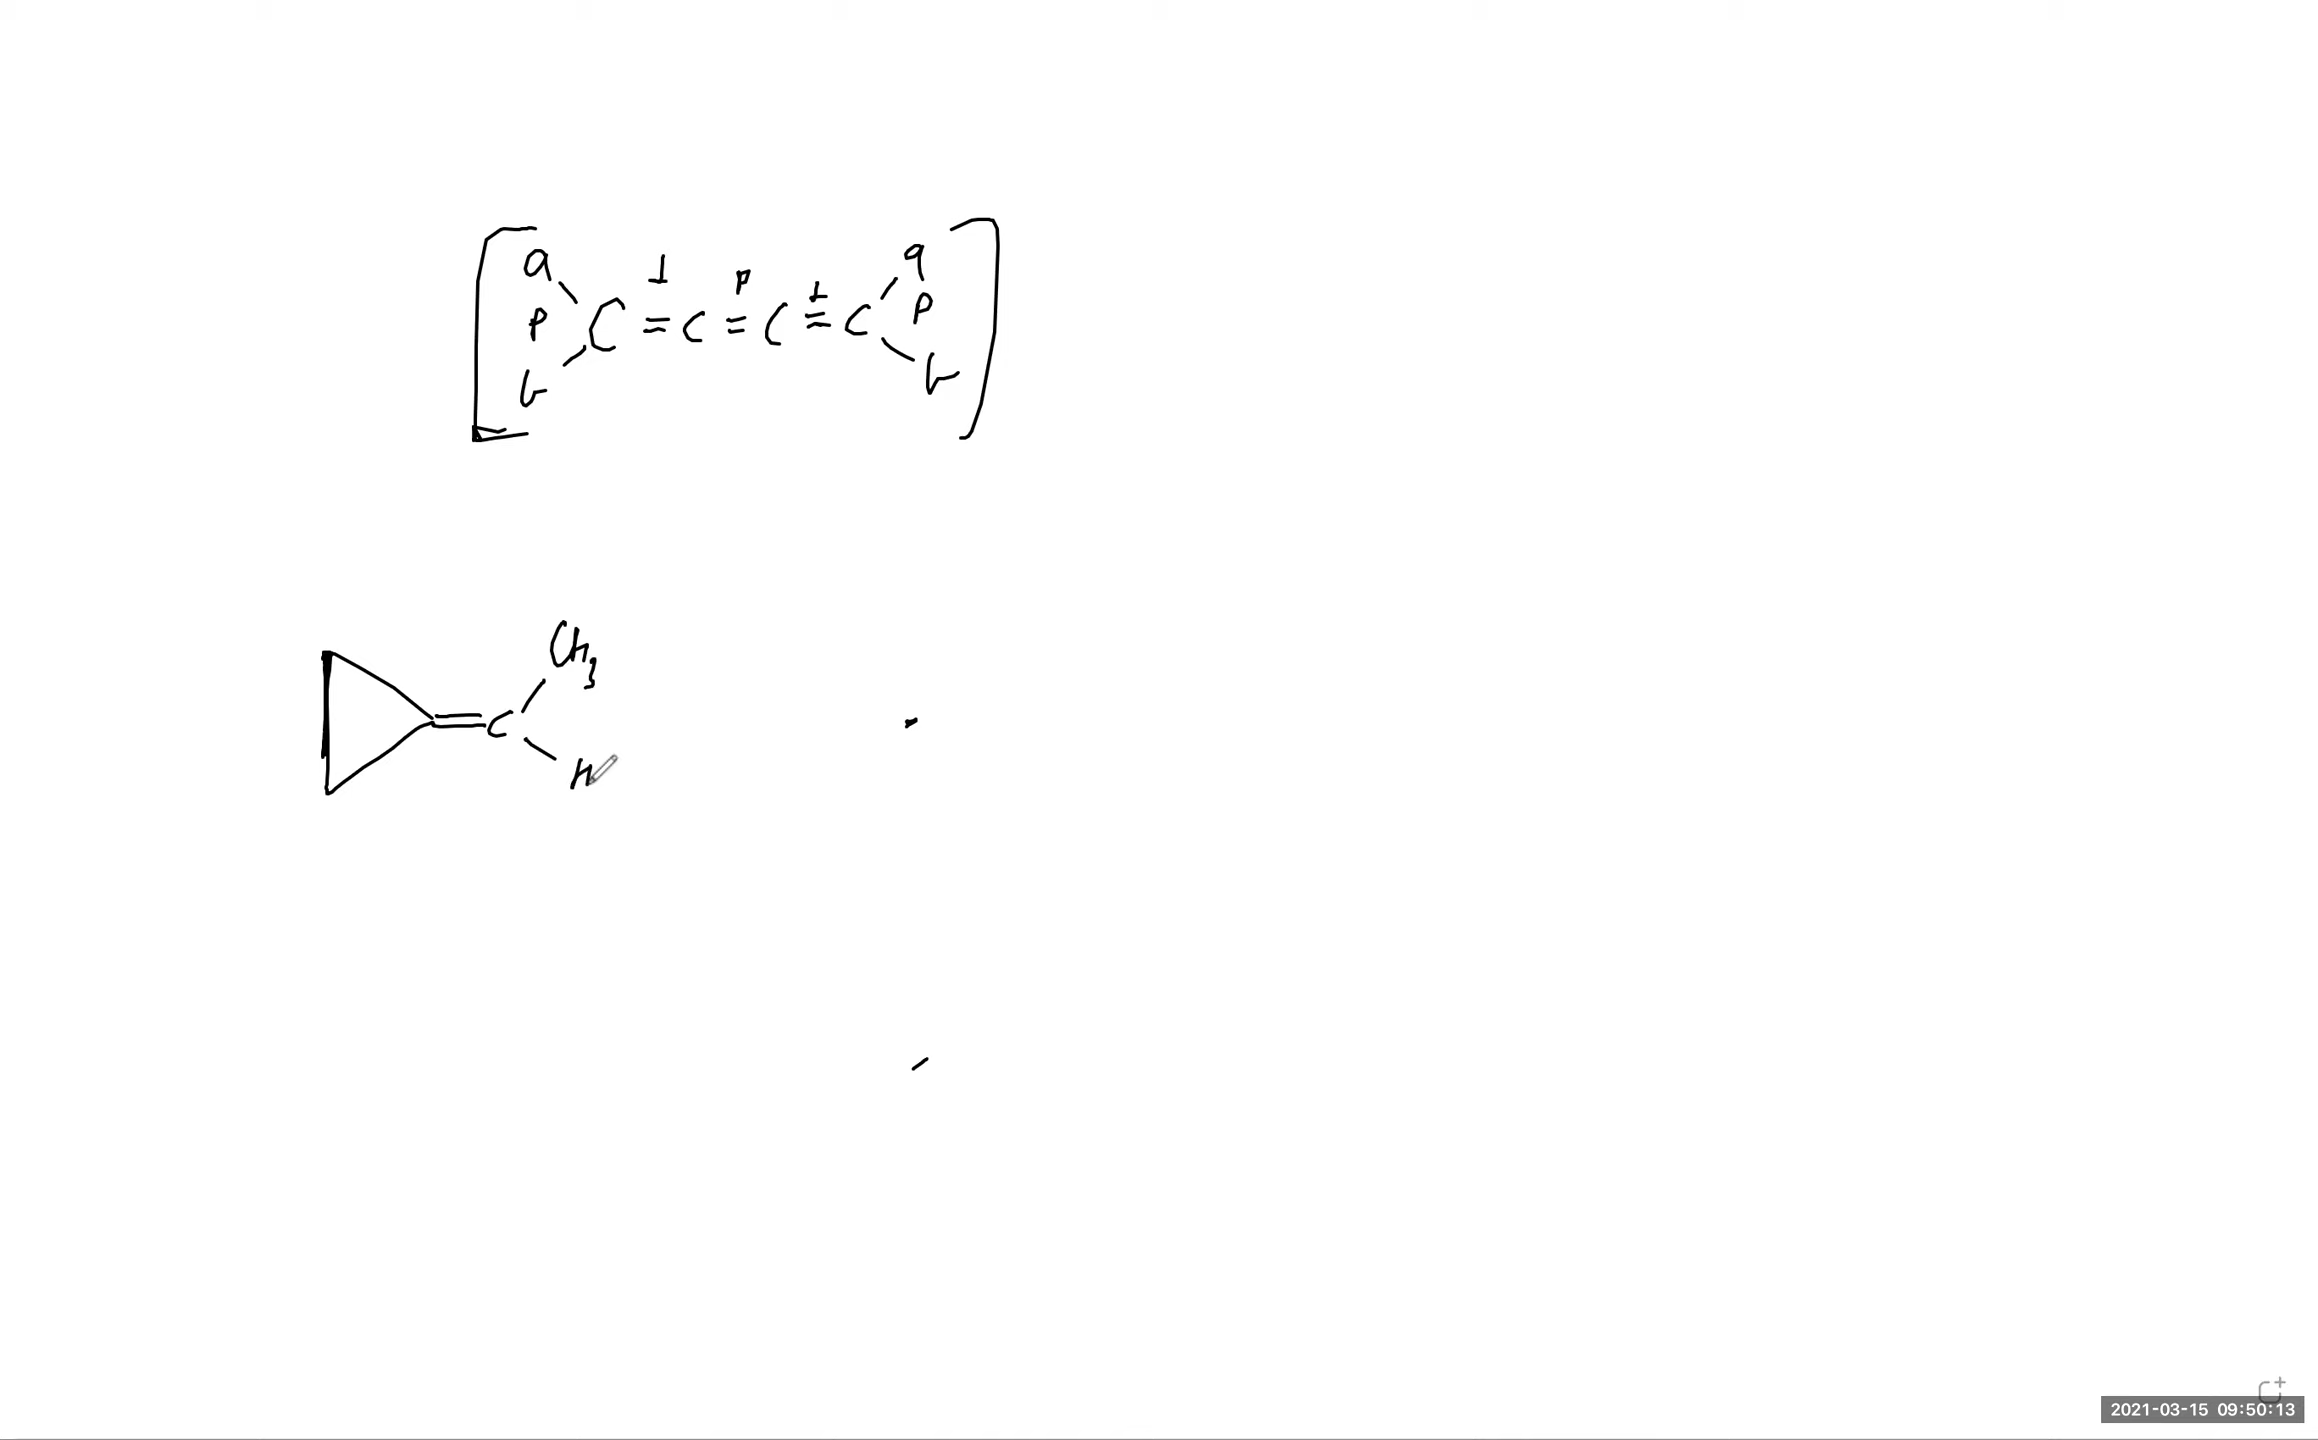 a ⊥ P ⊥ a
P C = C = C = C P
b b
CH3
C
H
2021-03-15 09:50:13